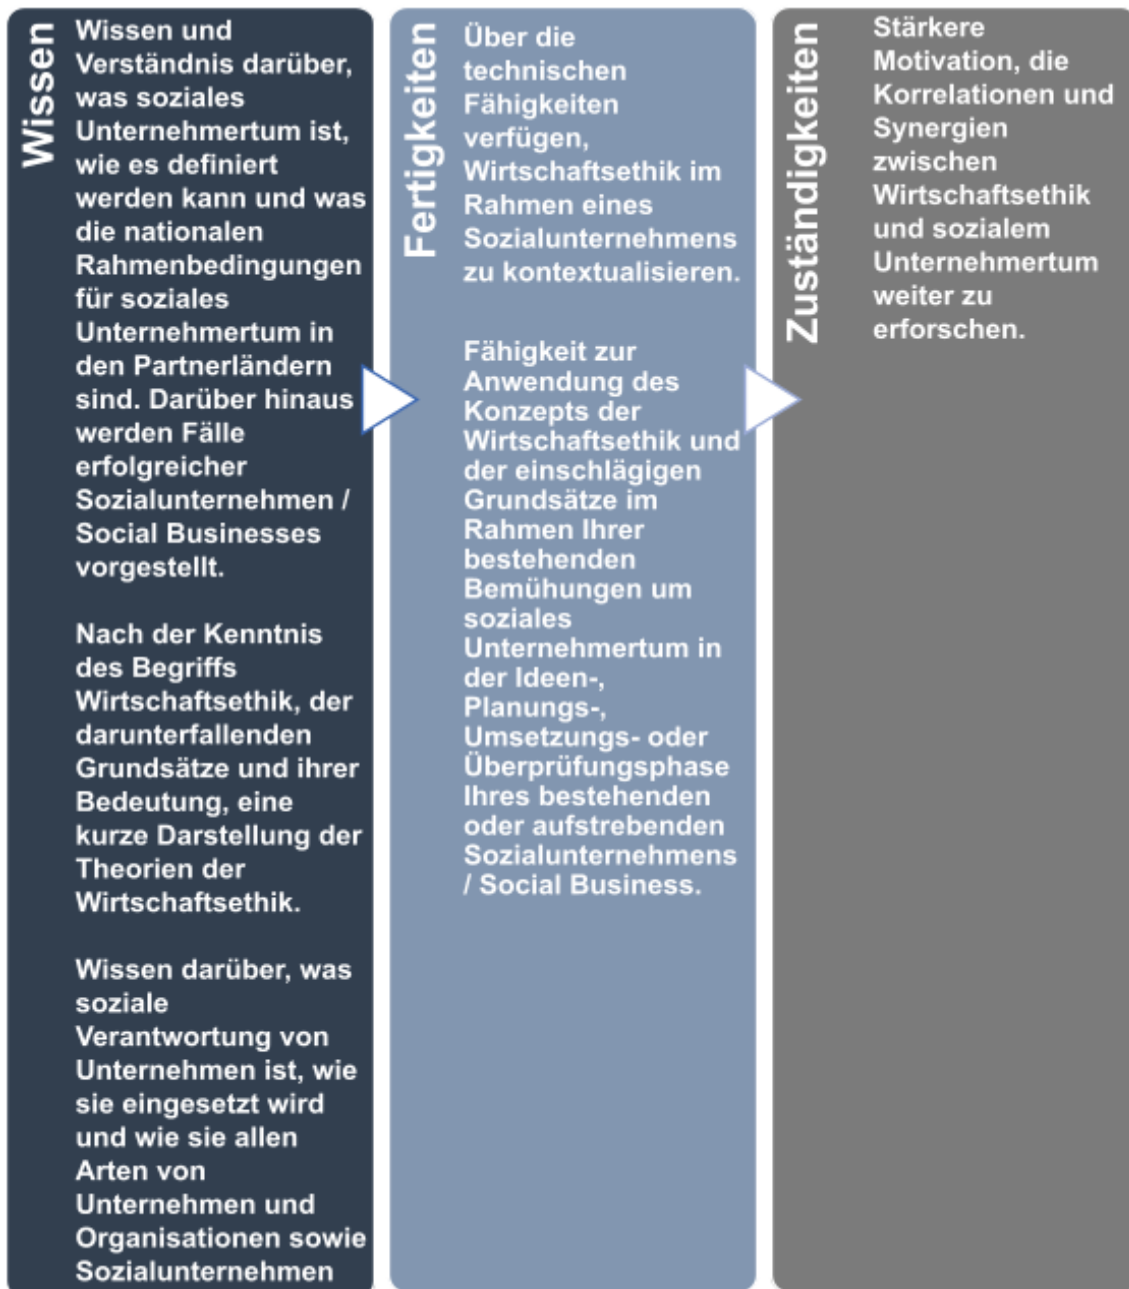 Wissen
Wissen und
Verständnis darüber,
was soziales
Unternehmertum ist,
wie es definiert
werden kann und was
die nationalen
Rahmenbedingungen
für soziales
Unternehmertum in
den Partnerländern
sind. Darüber hinaus
werden Fälle
erfolgreicher
Sozialunternehmen /
Social Businesses
vorgestellt.
Nach der Kenntnis
des Begriffs
Wirtschaftsethik, der
darunterfallenden
Grundsätze und ihrer
Bedeutung, eine
kurze Darstellung der
Theorien der
Wirtschaftsethik.
Wissen darüber, was
soziale
Verantwortung von
Unternehmen ist, wie
sie eingesetzt wird
und wie sie allen
Arten von
Unternehmen und
Organisationen sowie
Sozialunternehmen
Fertigkeiten
Über die
technischen
Fähigkeiten
verfügen,
Wirtschaftsethik im
Rahmen eines
Sozialunternehmens
zu kontextualisieren.
Fähigkeit zur
Anwendung des
Konzepts der
Wirtschaftsethik und
der einschlägigen
Grundsätze im
Rahmen Ihrer
bestehenden
Bemühungen um
soziales
Unternehmertum in
der Ideen-,
Planungs-,
Umsetzungs- oder
Überprüfungsphase
Ihres bestehenden
oder aufstrebenden
Sozialunternehmens
/ Social Business.
Zuständigkeiten
Stärkere
Motivation, die
Korrelationen und
Synergien
zwischen
Wirtschaftsethik
und sozialem
Unternehmertum
weiter zu
erforschen.